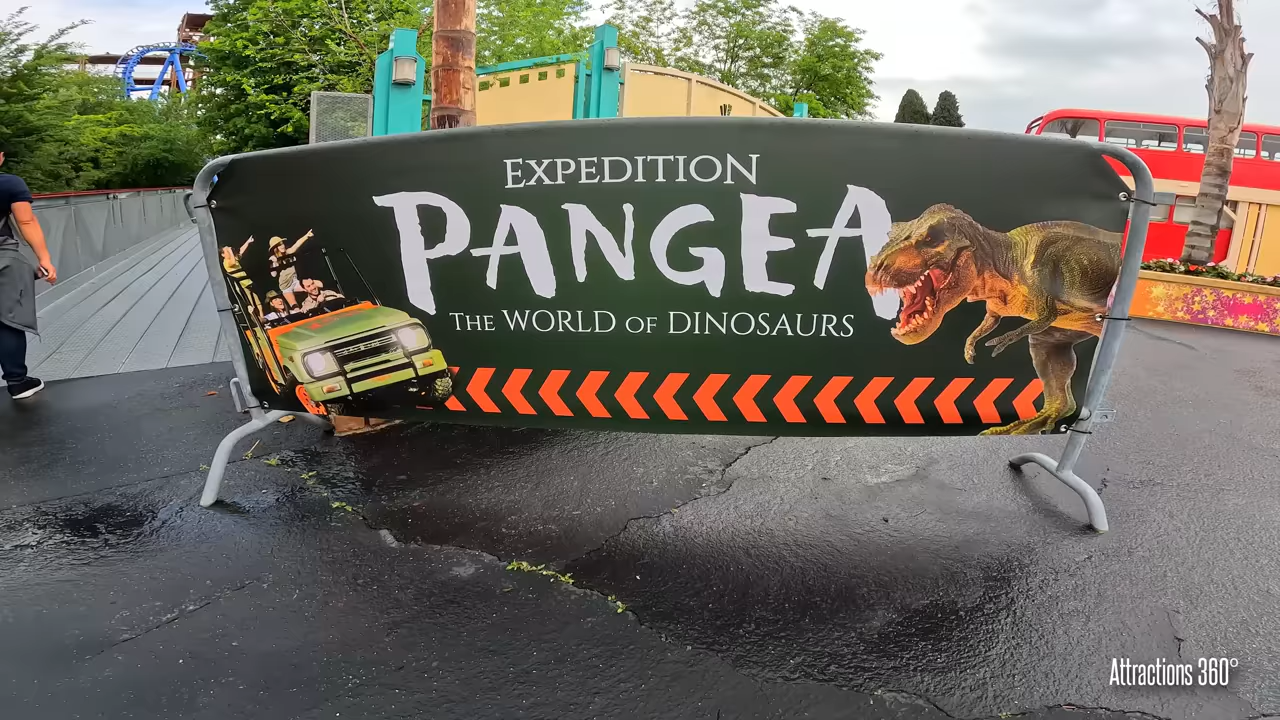 EXPEDITION
PANGEA
THE WORLD OF DINOSAURS
Attractions 360°